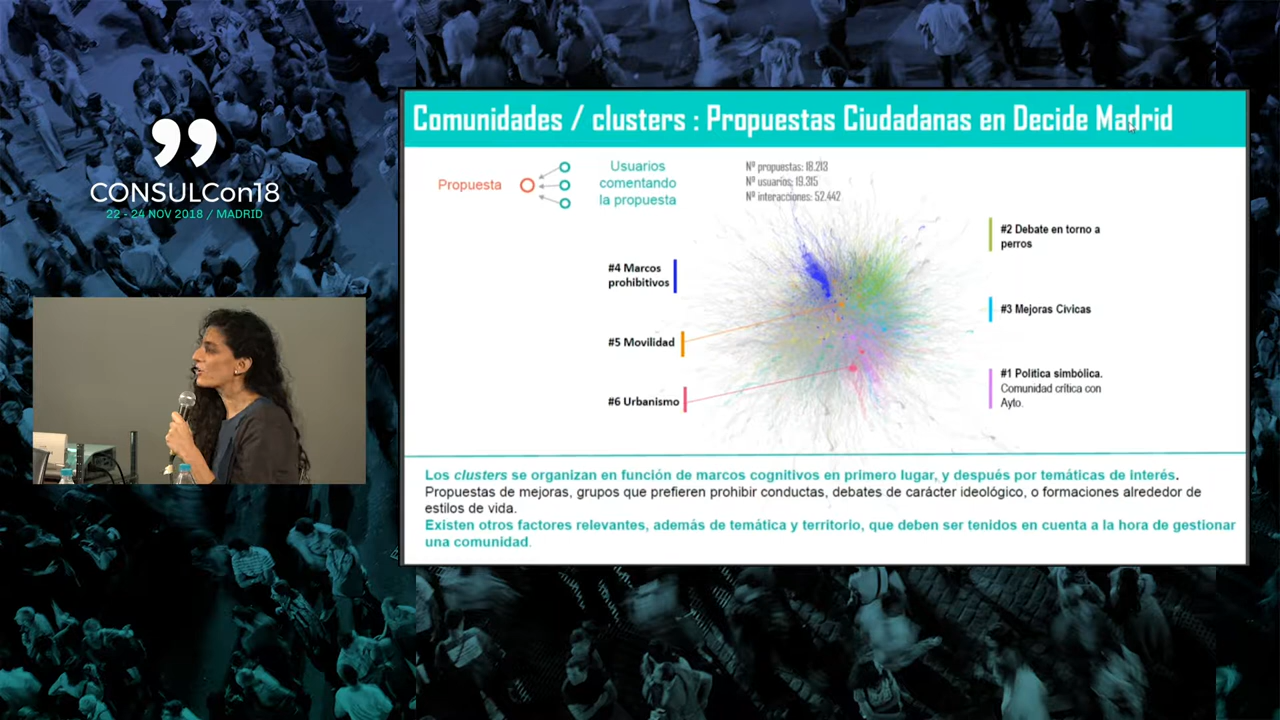 CONSULCon18
22 - 24 NOV 2018 / MADRID
Comunidades / clusters : Propuestas Ciudadanas en Decide Madrid
Propuesta
Usuarios
comentando
la propuesta
Nº propuestas: 18.213
Nº usuarios: 19.315
Nº interacciones: 52.442
#4 Marcos
prohibitivos
#5 Movilidad
#6 Urbanismo
#2 Debate en torno a
perros
#3 Mejoras Cívicas
#1 Política simbólica.
Comunidad crítica con
Ayto.
Los clusters se organizan en función de marcos cognitivos en primero lugar, y después por temáticas de interés.
Propuestas de mejoras, grupos que prefieren prohibir conductas, debates de carácter ideológico, o formaciones alrededor de
estilos de vida.
Existen otros factores relevantes, además de temática y territorio, que deben ser tenidos en cuenta a la hora de gestionar
una comunidad.